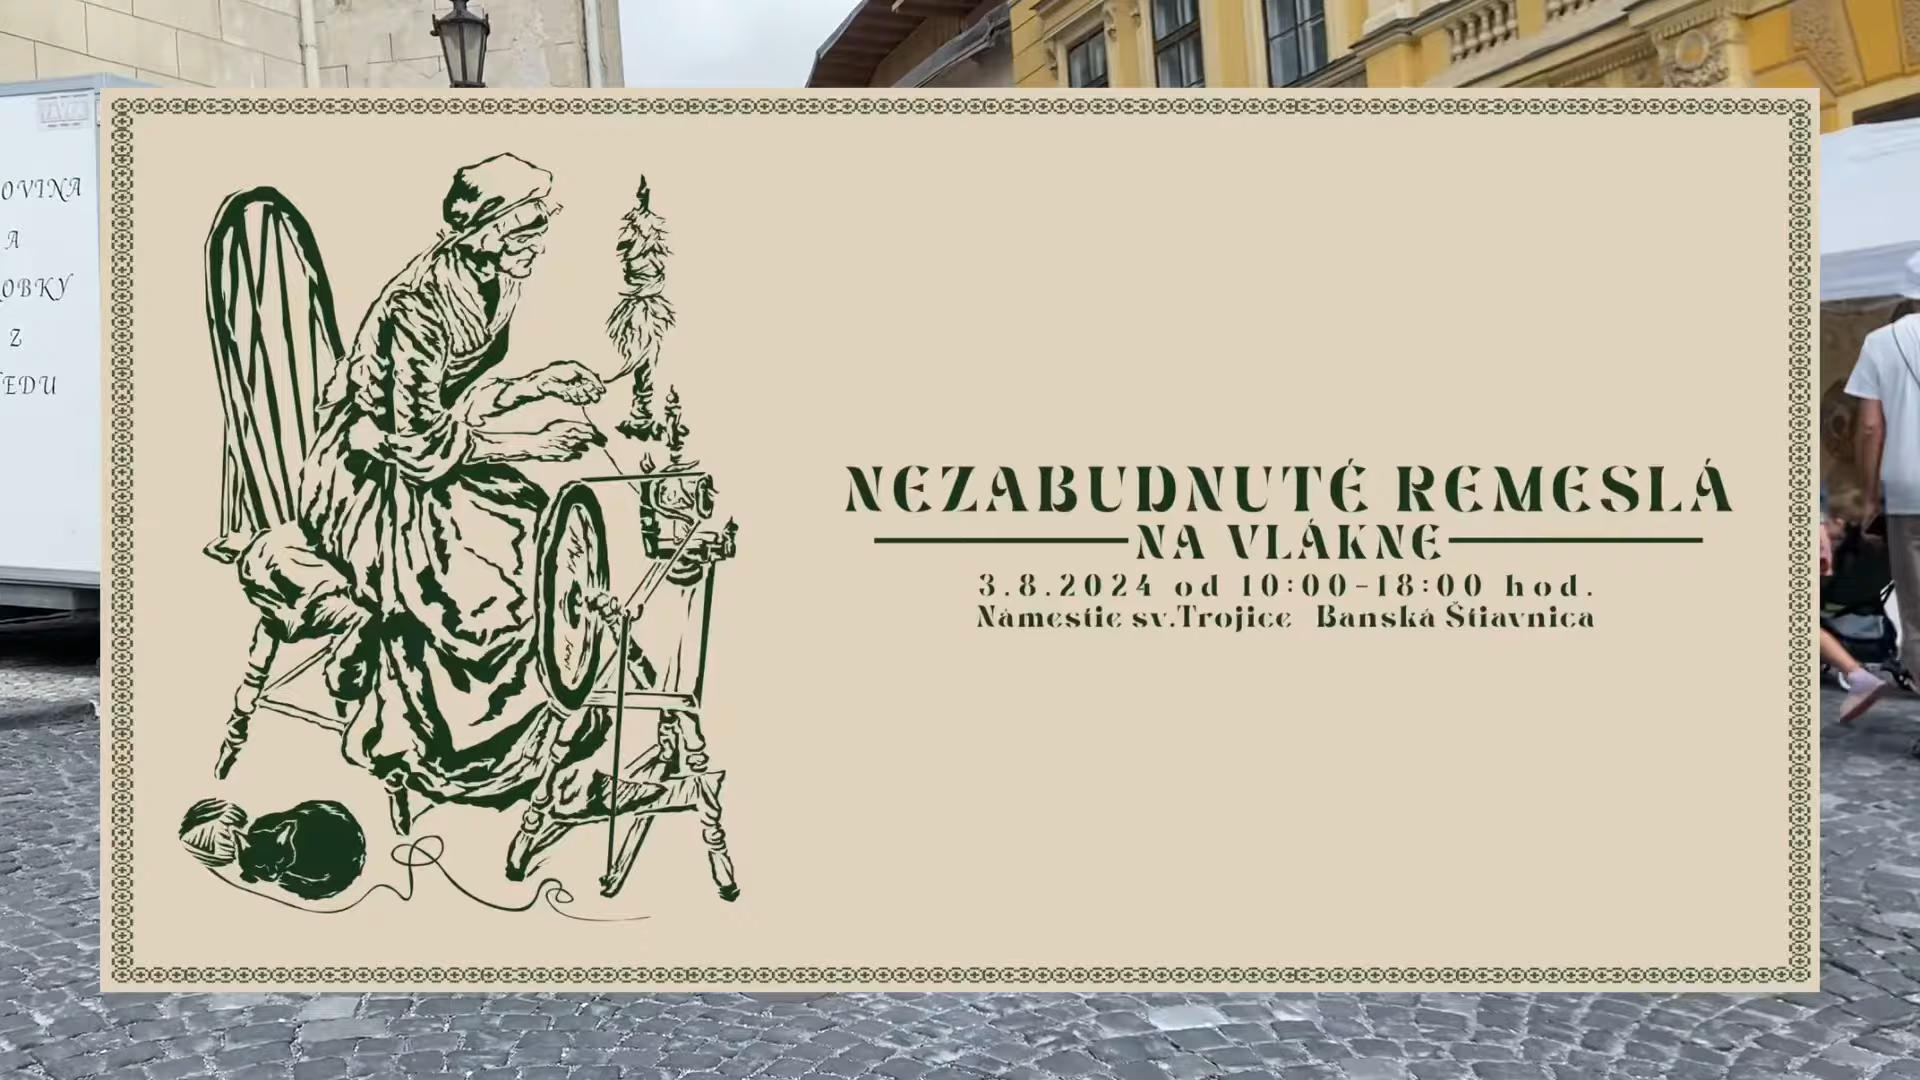 OVINA
A
OBKY
Z
EDU
NEZABUDNUTÉ REMESLÁ
NA VLÁKNE
3.8.2024 od 10:00-18:00 hod.
Námestie sv.Trojice Banská Štiavnica